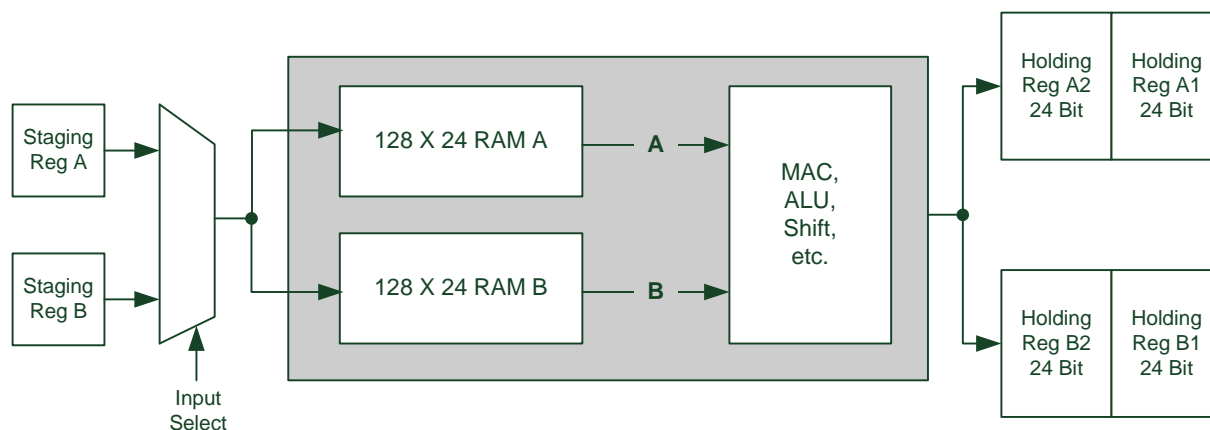 Staging
Reg A
Staging
Reg B
Input
Select
128 X 24 RAM A
128 X 24 RAM B
A
B
MAC,
ALU,
Shift,
etc.
Holding
Reg A2
24 Bit
Holding
Reg A1
24 Bit
Holding
Reg B2
24 Bit
Holding
Reg B1
24 Bit